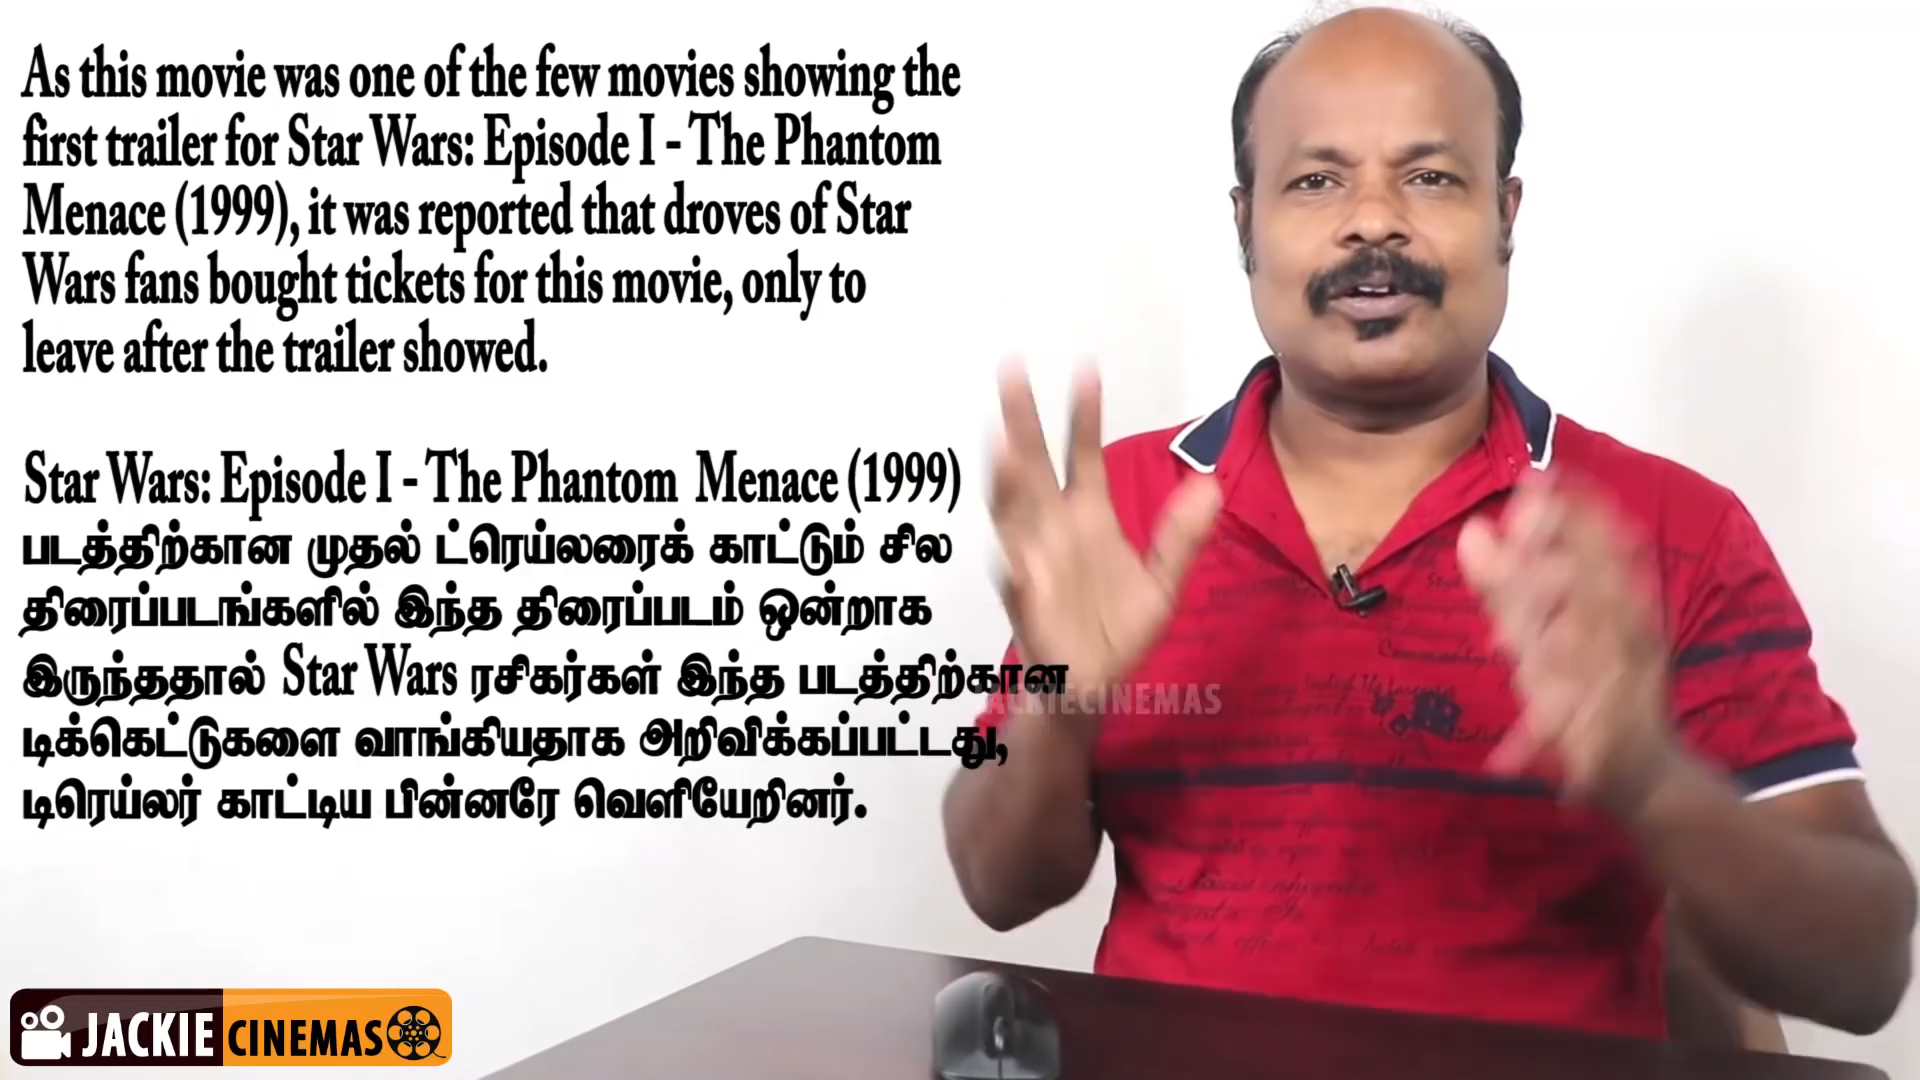 As this movie was one of the few movies showing the
first trailer for Star Wars: Episode I - The Phantom
Menace (1999), it was reported that droves of Star
Wars fans bought tickets for this movie, only to
leave after the trailer showed.
Star Wars: Episode I - The Phantom Menace (1999)
படத்திற்கான முதல் ட்ரெய்லரைக் காட்டும் சில
திரைப்படங்களில் இந்த திரைப்படம் ஒன்றாக
இருந்ததால் Star Wars ரசிகர்கள் இந்த படத்திற்கான
டிக்கெட்டுகளை வாங்கியதாக அறிவிக்கப்பட்டது,
டிரெய்லர் காட்டிய பின்னரே வெளியேறினர்.
JACKIECINEMAS
JACKIE CINEMAS